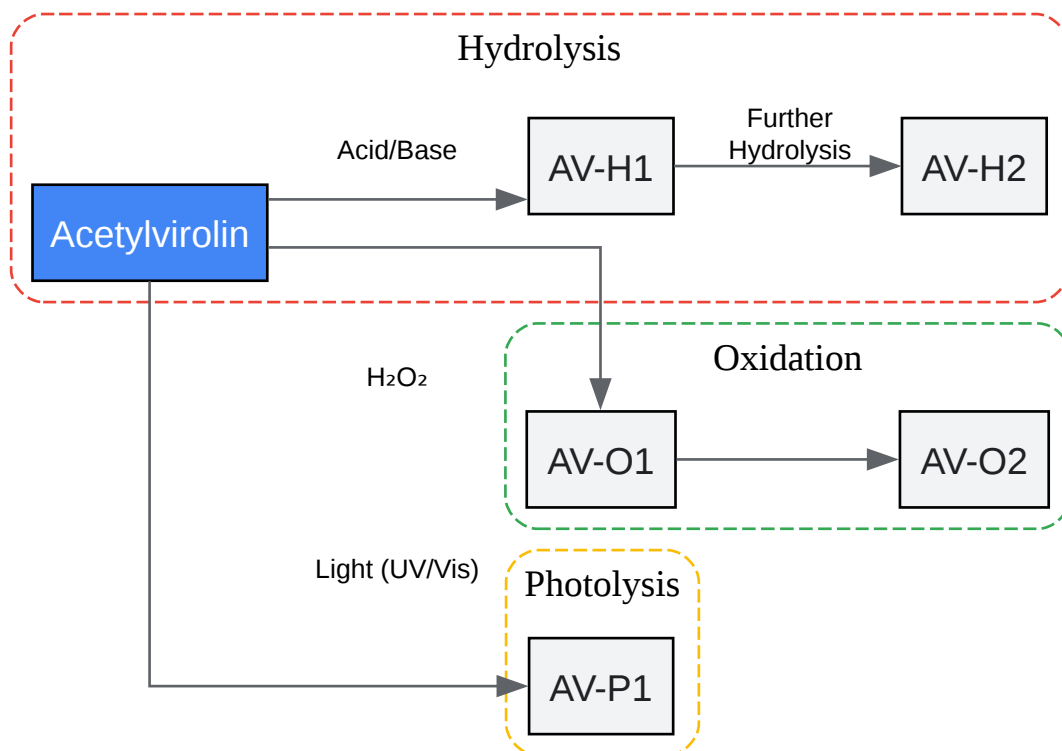 Hydrolysis
Acid/Base
AV-H1
Further
Hydrolysis
AV-H2
Acetylvirolin
H₂O₂
Oxidation
AV-O1
AV-O2
Light (UV/Vis)
Photolysis
AV-P1